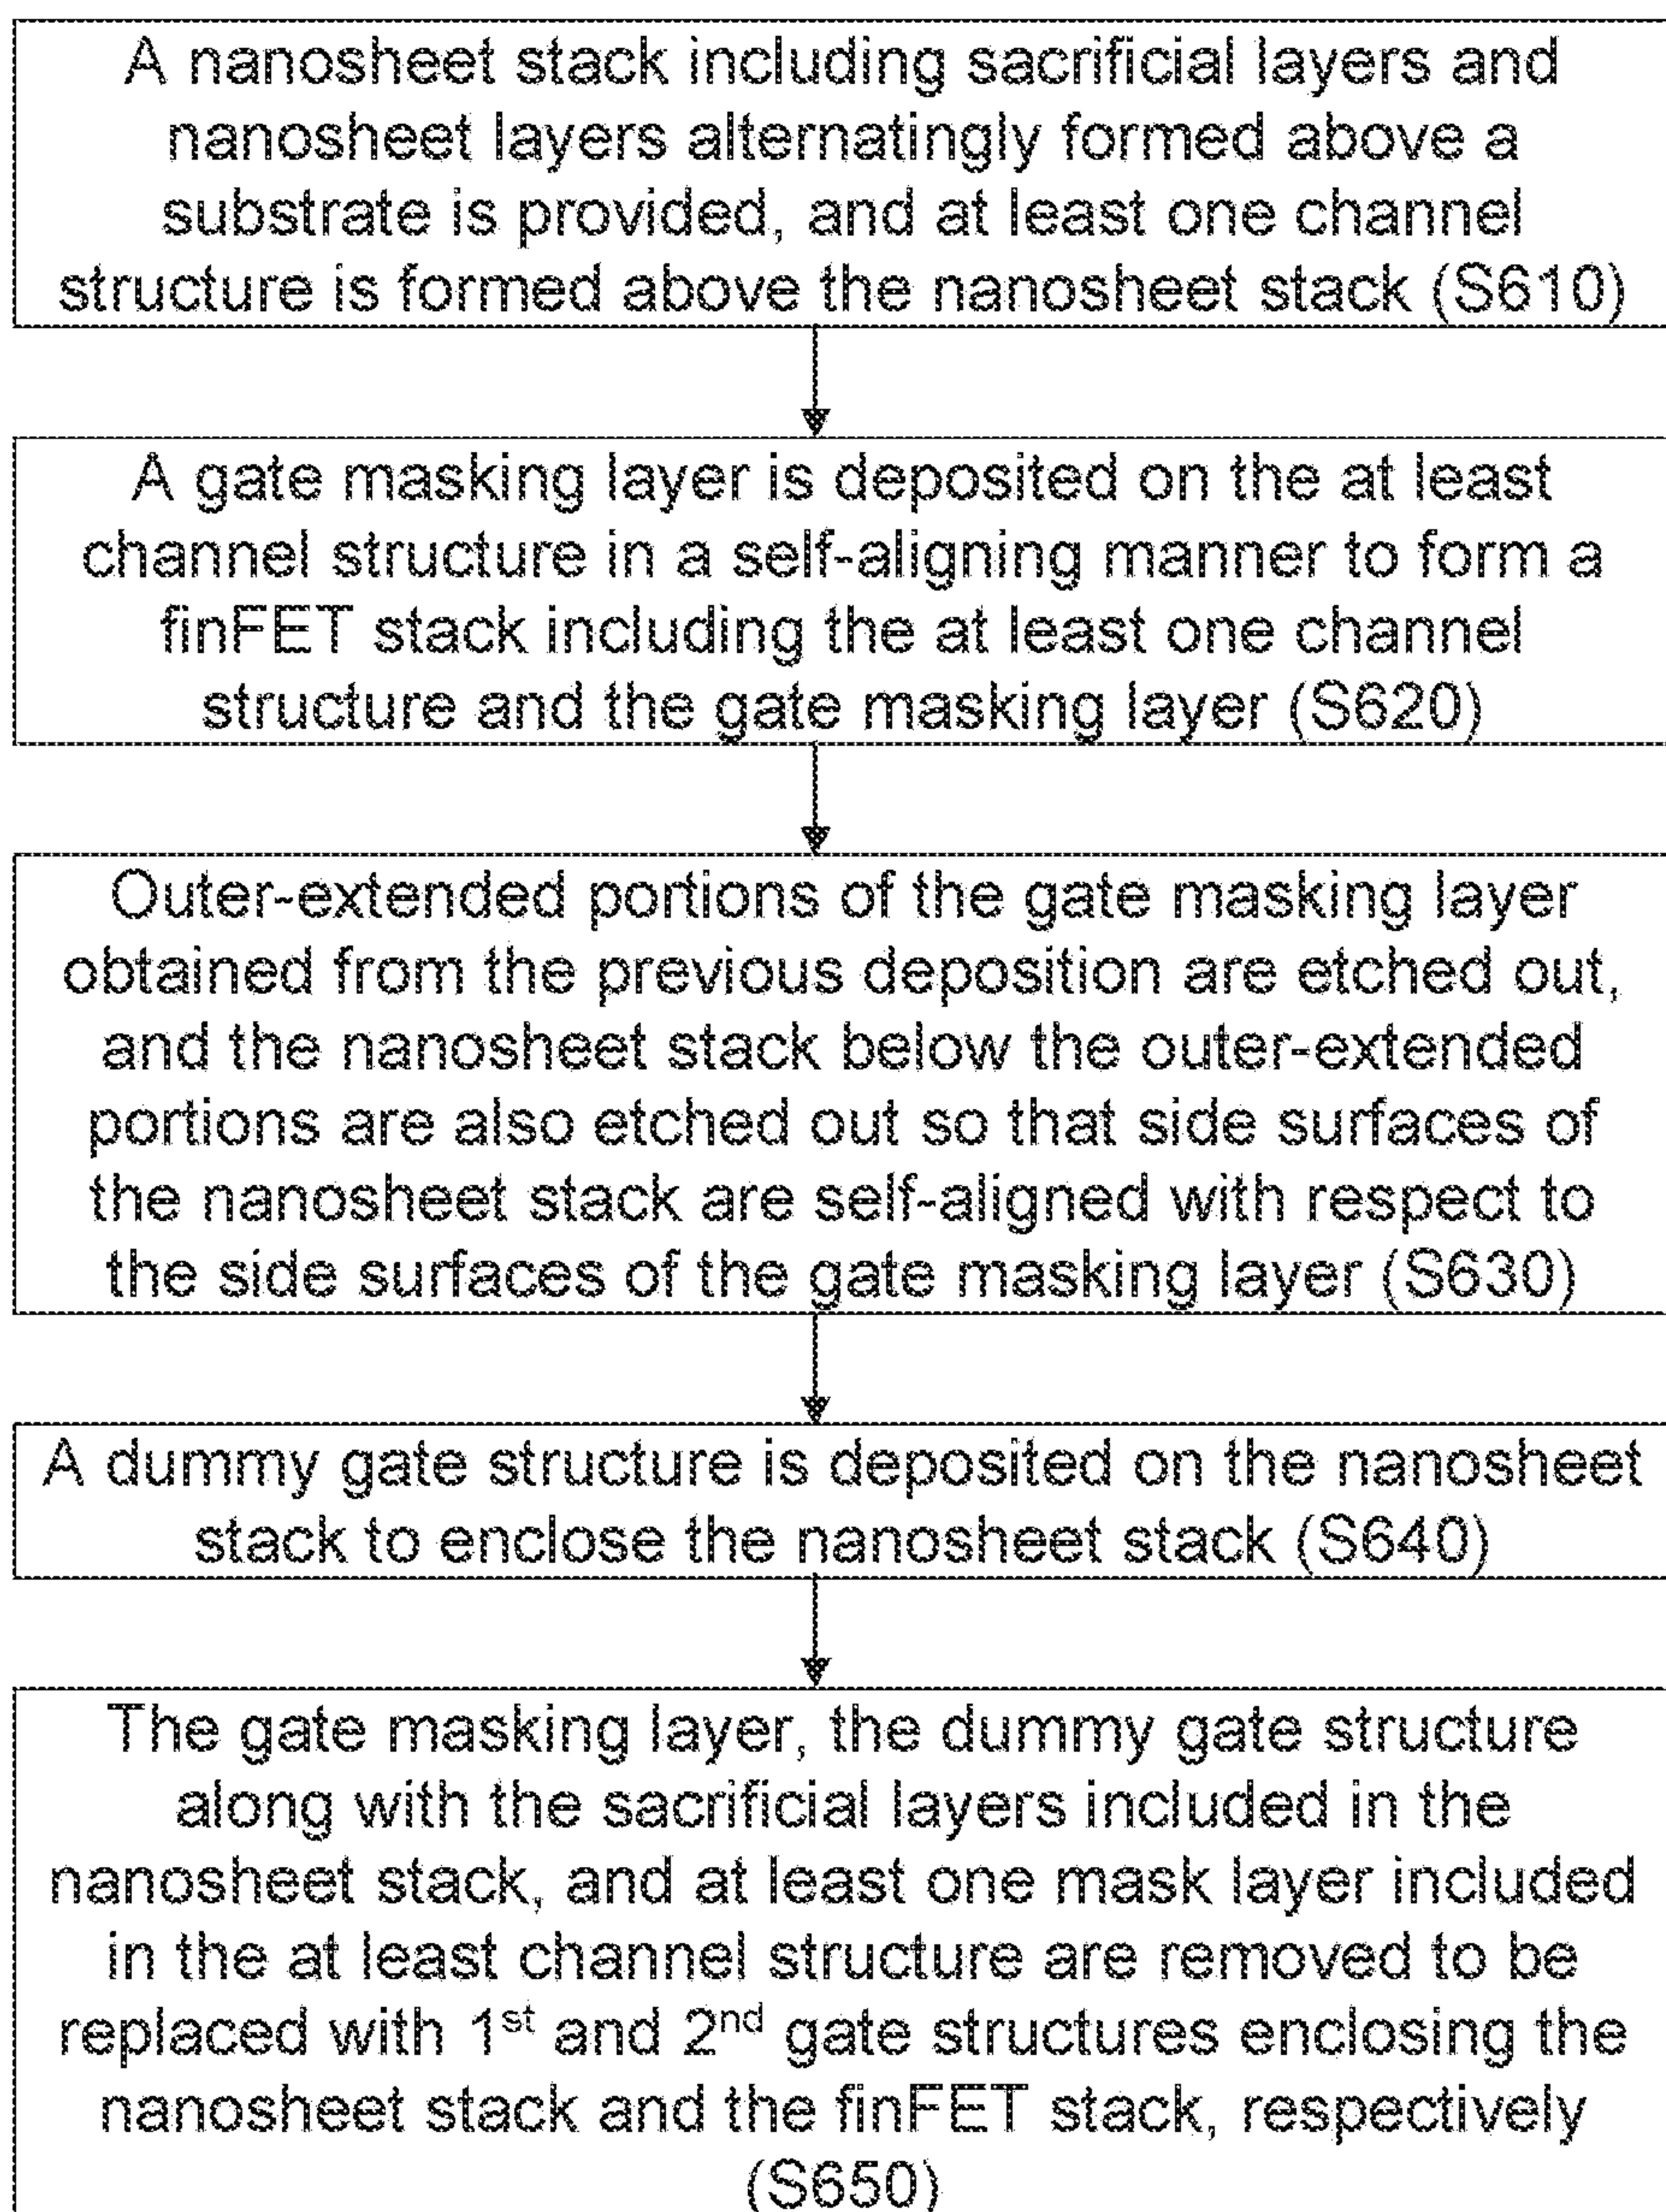 A nanosheet stack including sacrificial layers and
nanosheet layers alternatingly formed above a
substrate is provided, and at least one channel
structure is formed above the nanosheet stack (S610)
A gate masking layer is deposited on the at least
channel structure in a self-aligning manner to form a
finFET stack including the at least one channel
structure and the gate masking layer (S620)
Outer-extended portions of the gate masking layer
obtained from the previous deposition are etched out,
and the nanosheet stack below the outer-extended
portions are also etched out so that side surfaces of
the nanosheet stack are self-aligned with respect to
the side surfaces of the gate masking layer (S630)
A dummy gate structure is deposited on the nanosheet
stack to enclose the nanosheet stack (S640)
The gate masking layer, the dummy gate structure
along with the sacrificial layers included in the
nanosheet stack, and at least one mask layer included
in the at least channel structure are removed to be
replaced with 1st and 2nd gate structures enclosing the
nanosheet stack and the finFET stack, respectively
(S650)